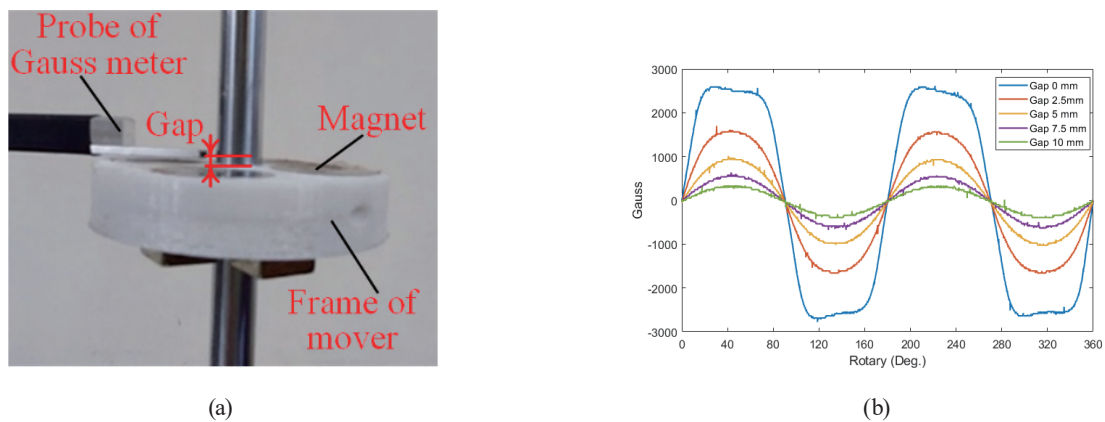 Probe of
Gauss meter
Gap
Magnet
Frame of
mover
(a)
3000
2000
1000
0
-1000
-2000
-3000
Gauss
0
40
80
120
160
200
240
280
320
360
Rotary (Deg.)
Gap 0 mm
Gap 2.5mm
Gap 5 mm
Gap 7.5 mm
Gap 10 mm
(b)